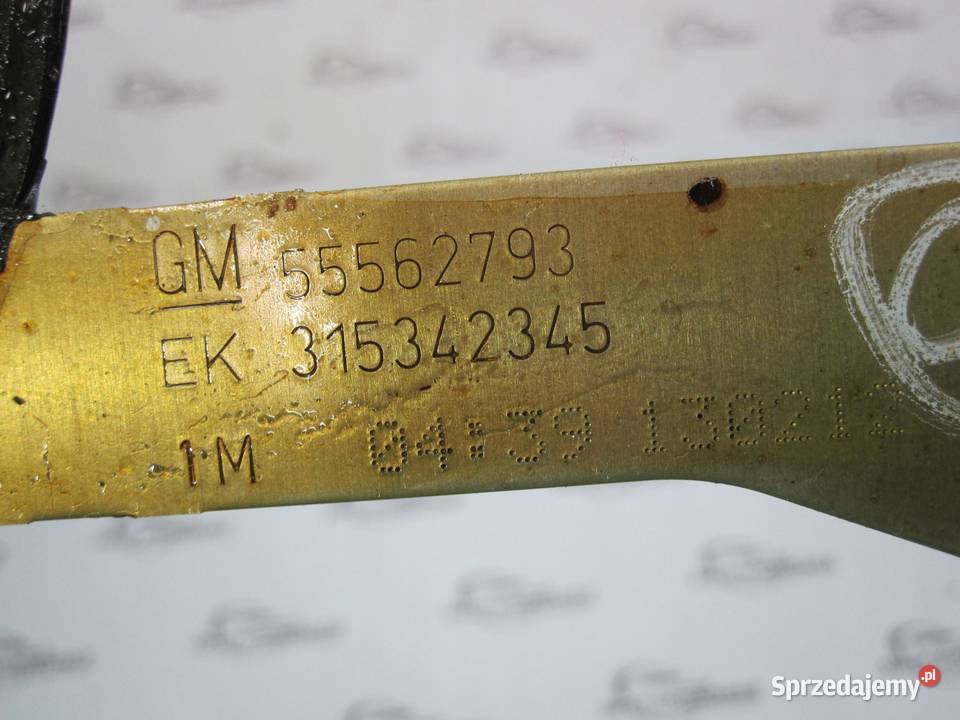 GM 55562793
EK 315342345
1M 04:39 130212
Sprzedajemy.pl